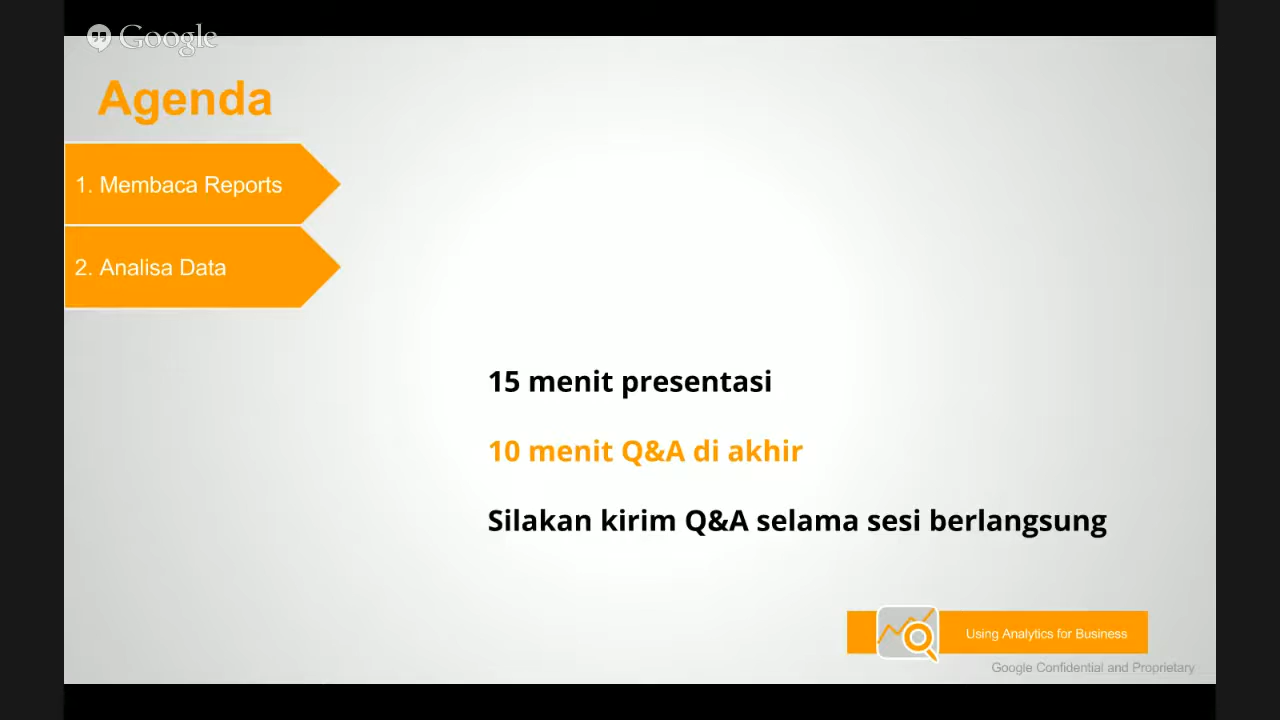 Google
Agenda
1. Membaca Reports
2. Analisa Data
15 menit presentasi
10 menit Q&A di akhir
Silakan kirim Q&A selama sesi berlangsung
Using Analytics for Business
Google Confidential and Proprietary